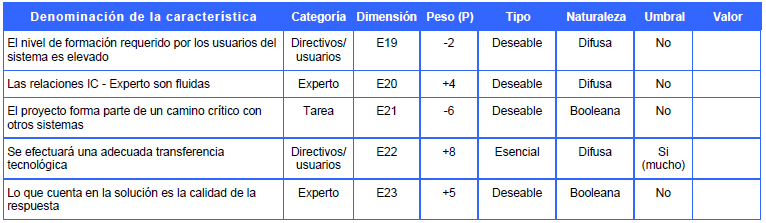 Denominación de la característica Categoría Dimensión Peso (P) Tipo Naturaleza Umbral Valor
El nivel de formación requerido por los usuarios del sistema es elevado Directivos/ usuarios E19 -2 Deseable Difusa No
Las relaciones IC - Experto son fluidas Experto E20 +4 Deseable Difusa No
El proyecto forma parte de un camino crítico con otros sistemas Tarea E21 -6 Deseable Booleana No
Se efectuará una adecuada transferencia tecnológica Directivos/ usuarios E22 +8 Esencial Difusa Si (mucho)
Lo que cuenta en la solución es la calidad de la respuesta Experto E23 +5 Deseable Booleana No